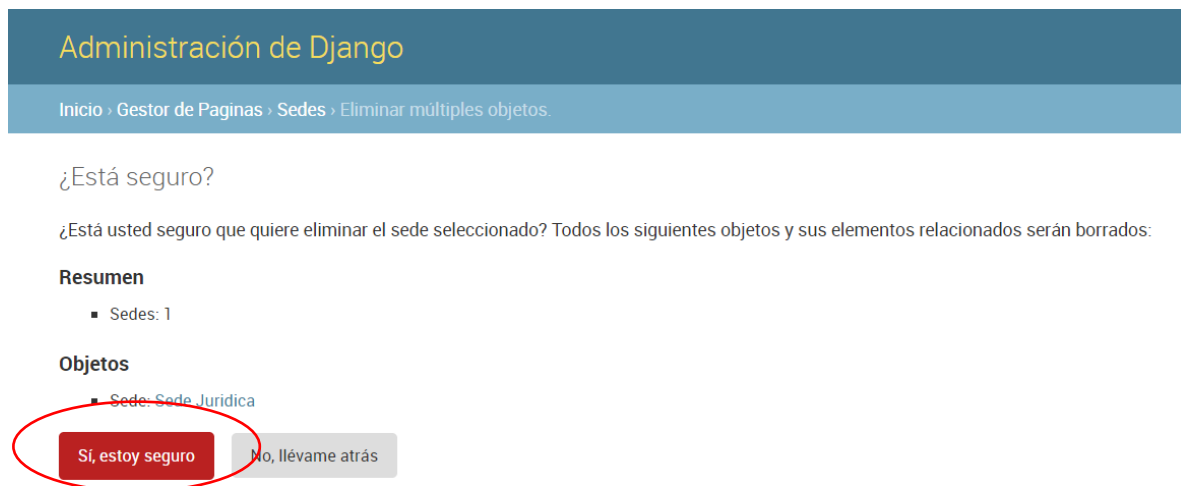 Administración de Django
Inicio › Gestor de Paginas › Sedes › Eliminar múltiples objetos.
¿Está seguro?
¿Está usted seguro que quiere eliminar el sede seleccionado? Todos los siguientes objetos y sus elementos relacionados serán borrados:
Resumen
Sedes: 1
Objetos
Sede: Sede Juridica
Sí, estoy seguro No, llévame atrás